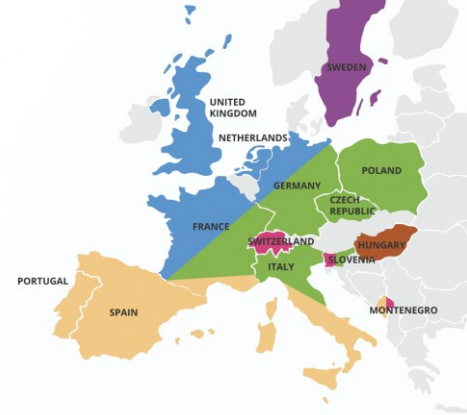 SWEDEN
UNITED
KINGDOM
NETHERLANDS
POLAND
GERMANY
CZECH
REPUBLIC
FRANCE
SWITZERLAND
HUNGARY
SLOVENIA
ITALY
PORTUGAL
SPAIN
MONTENEGRO